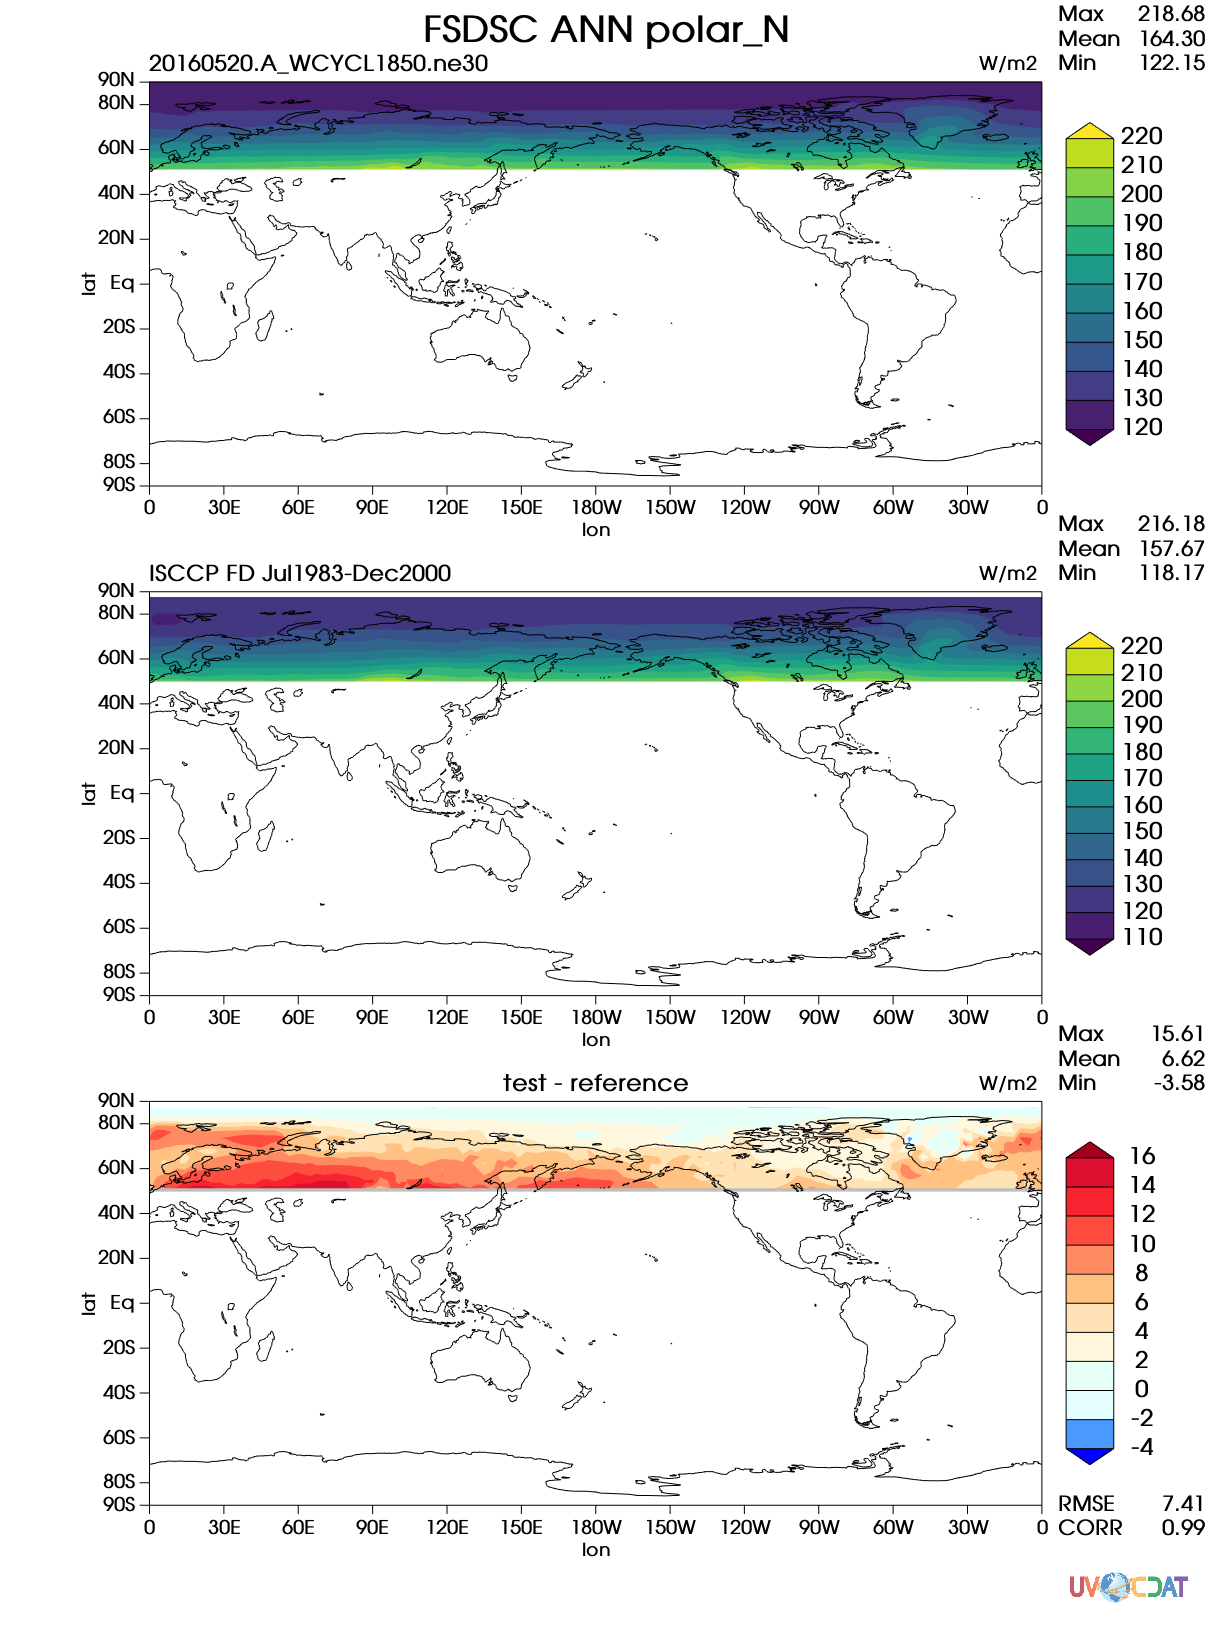 FSDSC ANN polar_N
20160520.A_WCYCL1850.ne30
W/m2
Max 218.68
Mean 164.30
Min 122.15
90N
80N
60N
40N
20N
Eq
20S
40S
60S
80S
90S
lat
0 30E 60E 90E 120E 150E 180W 150W 120W 90W 60W 30W 0
lon
220
210
200
190
180
170
160
150
140
130
120
ISCCP FD Jul1983-Dec2000
W/m2
Max 216.18
Mean 157.67
Min 118.17
90N
80N
60N
40N
20N
Eq
20S
40S
60S
80S
90S
lat
0 30E 60E 90E 120E 150E 180W 150W 120W 90W 60W 30W 0
lon
220
210
200
190
180
170
160
150
140
130
120
110
test - reference
W/m2
Max 15.61
Mean 6.62
Min -3.58
90N
80N
60N
40N
20N
Eq
20S
40S
60S
80S
90S
lat
0 30E 60E 90E 120E 150E 180W 150W 120W 90W 60W 30W 0
lon
16
14
12
10
8
6
4
2
0
-2
-4
RMSE 7.41
CORR 0.99
UV CDAT